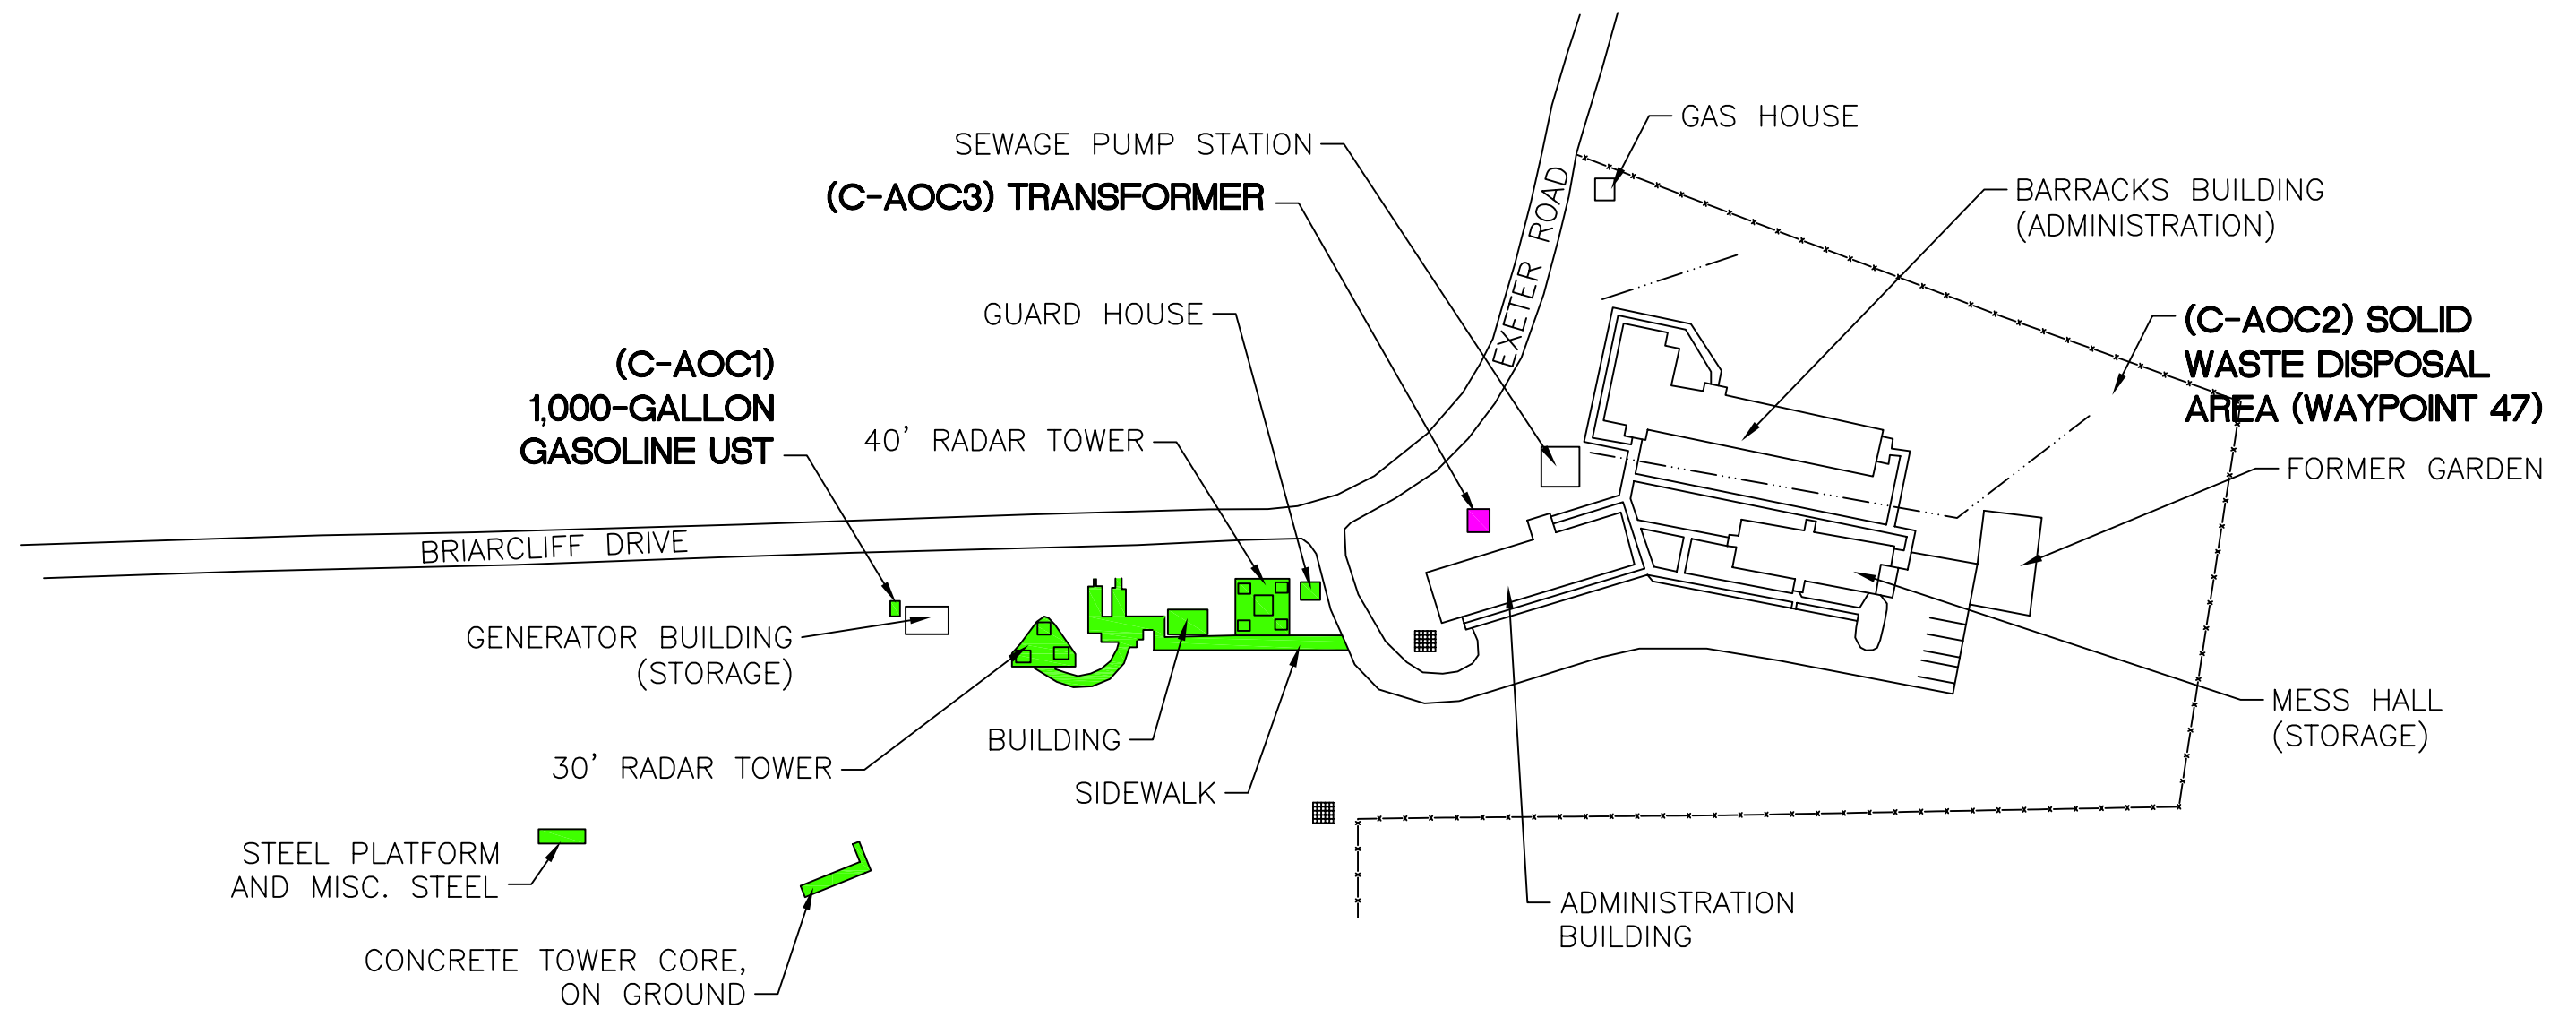 GAS HOUSE
SEWAGE PUMP STATION
(C-AOC3) TRANSFORMER
BARRACKS BUILDING
(ADMINISTRATION)
EXETER ROAD
GUARD HOUSE
(C-AOC2) SOLID
WASTE DISPOSAL
AREA (WAYPOINT 47)
(C-AOC1)
1,000-GALLON
GASOLINE UST
40' RADAR TOWER
FORMER GARDEN
BRIARCLIFF DRIVE
GENERATOR BUILDING
(STORAGE)
BUILDING
30' RADAR TOWER
SIDEWALK
MESS HALL
(STORAGE)
STEEL PLATFORM
AND MISC. STEEL
ADMINISTRATION
BUILDING
CONCRETE TOWER CORE,
ON GROUND